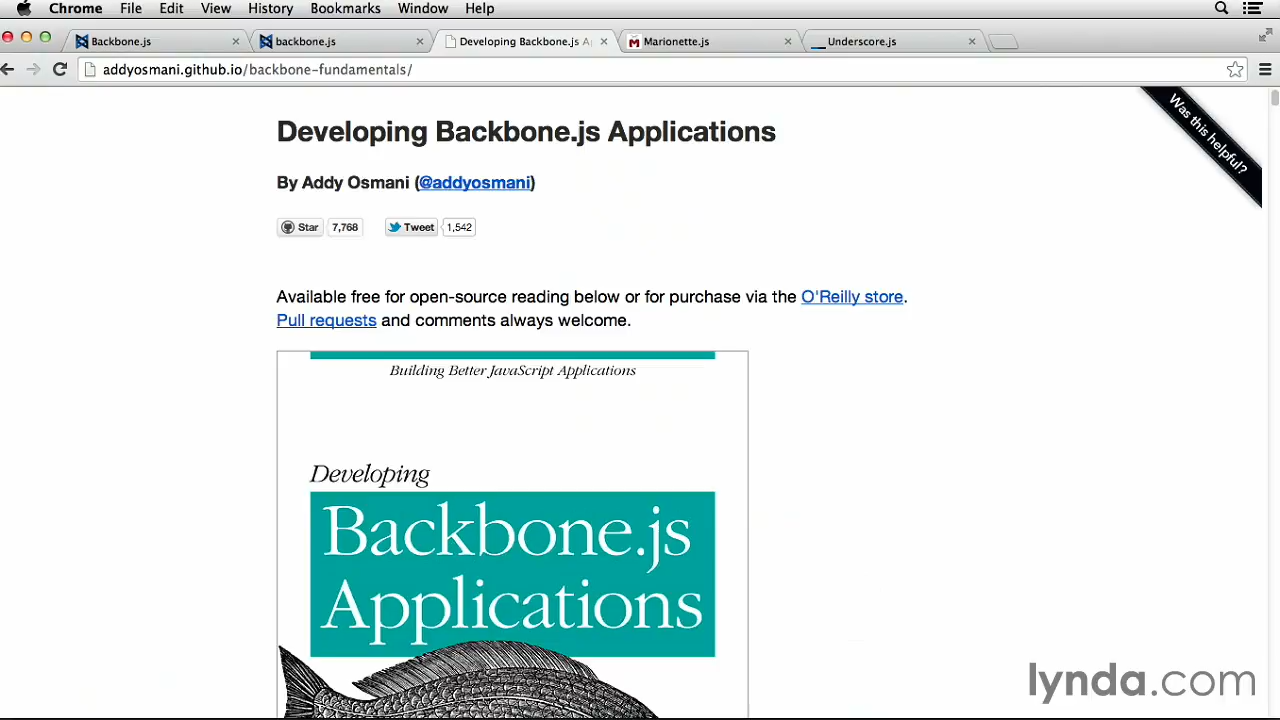 Chrome File Edit View History Bookmarks Window Help
Backbone.js backbone.js Developing Backbone.js A Marionette.js Underscore.js
addyosmani.github.io/backbone-fundamentals/
Was this helpful?
Developing Backbone.js Applications
By Addy Osmani (@addyosmani)
Star 7,768 Tweet 1,542
Available free for open-source reading below or for purchase via the O'Reilly store.
Pull requests and comments always welcome.
Building Better JavaScript Applications
Developing
Backbone.js
Applications
lynda.com